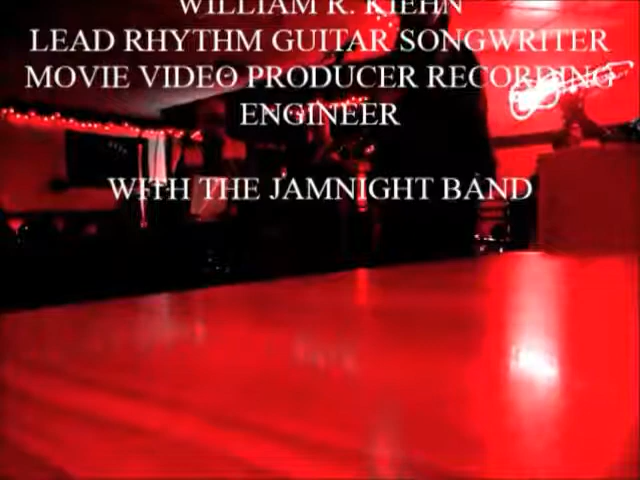 WILLIAM R. KIEHN
LEAD RHYTHM GUITAR SONGWRITER
MOVIE VIDEO PRODUCER RECORDING
ENGINEER
WITH THE JAMNIGHT BAND